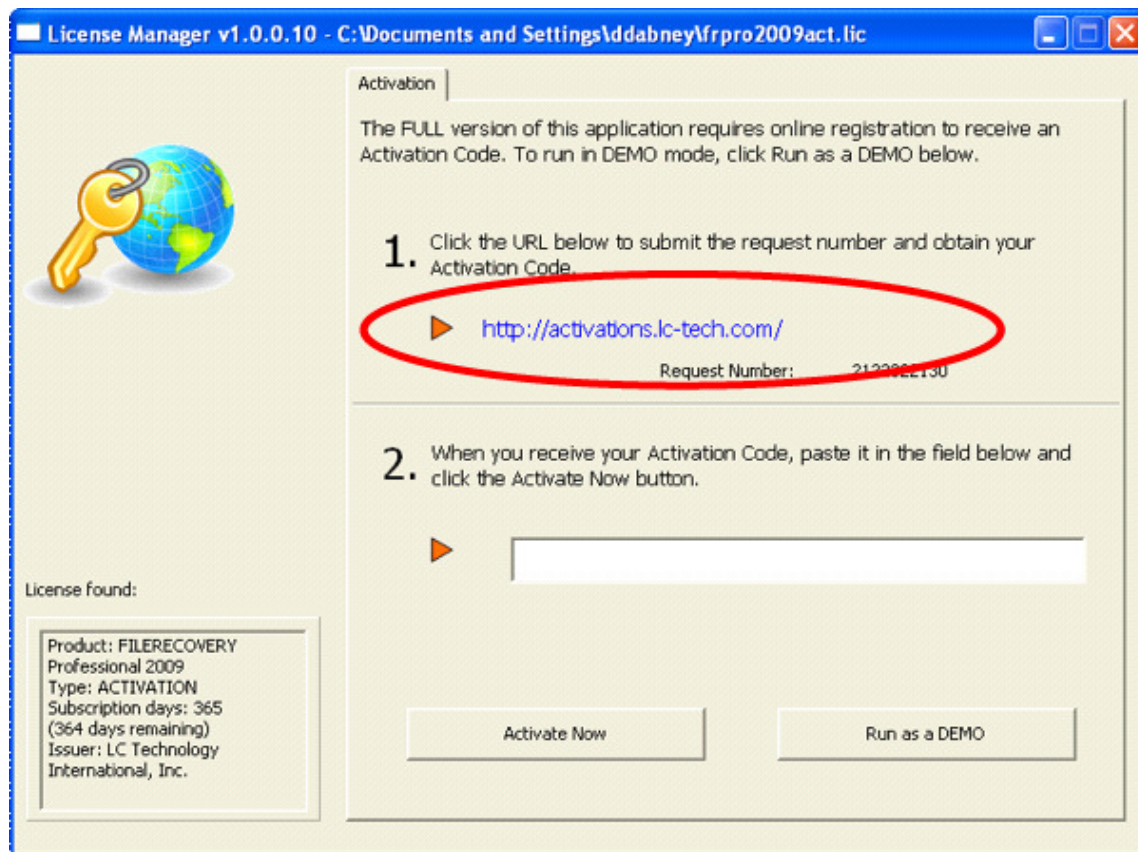 License Manager v1.0.0.10 - C:\Documents and Settings\ddabney\frpro2009act.lic
Activation
The FULL version of this application requires online registration to receive an
Activation Code. To run in DEMO mode, click Run as a DEMO below.
1. Click the URL below to submit the request number and obtain your
Activation Code.
http://activations.lc-tech.com/
Request Number:
2. When you receive your Activation Code, paste it in the field below and
click the Activate Now button.
License found:
Product: FILERECOVERY
Professional 2009
Type: ACTIVATION
Subscription days: 365
(364 days remaining)
Issuer: LC Technology
International, Inc.
Activate Now
Run as a DEMO